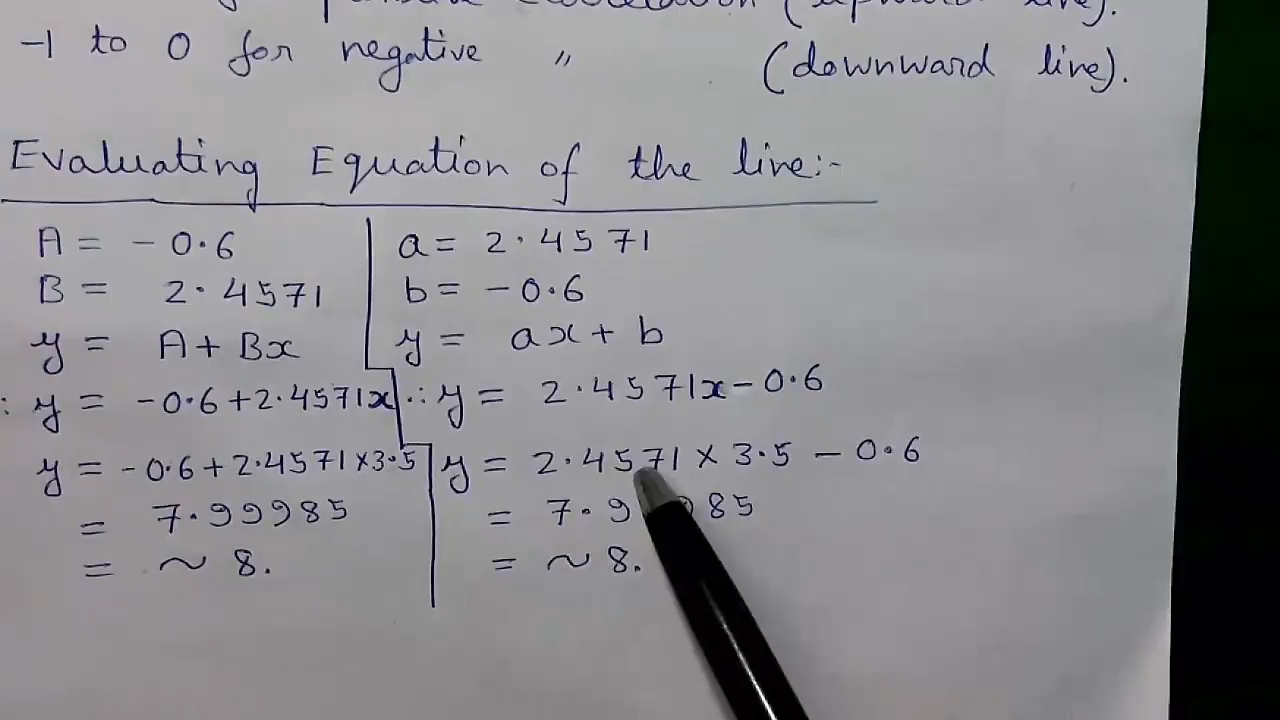 (upward line).
-1 to 0 for negative " (downward line).
Evaluating Equation of the line:-
A = -0.6
B = 2.4571
y = A + Bx
∴ y = -0.6+2.4571x
y = -0.6+2.4571×3.5
= 7.99985
= ~ 8.
a = 2.4571
b = -0.6
y = ax + b
∴ y = 2.4571x - 0.6
y = 2.4571 × 3.5 - 0.6
= 7.9 85
= ~ 8.